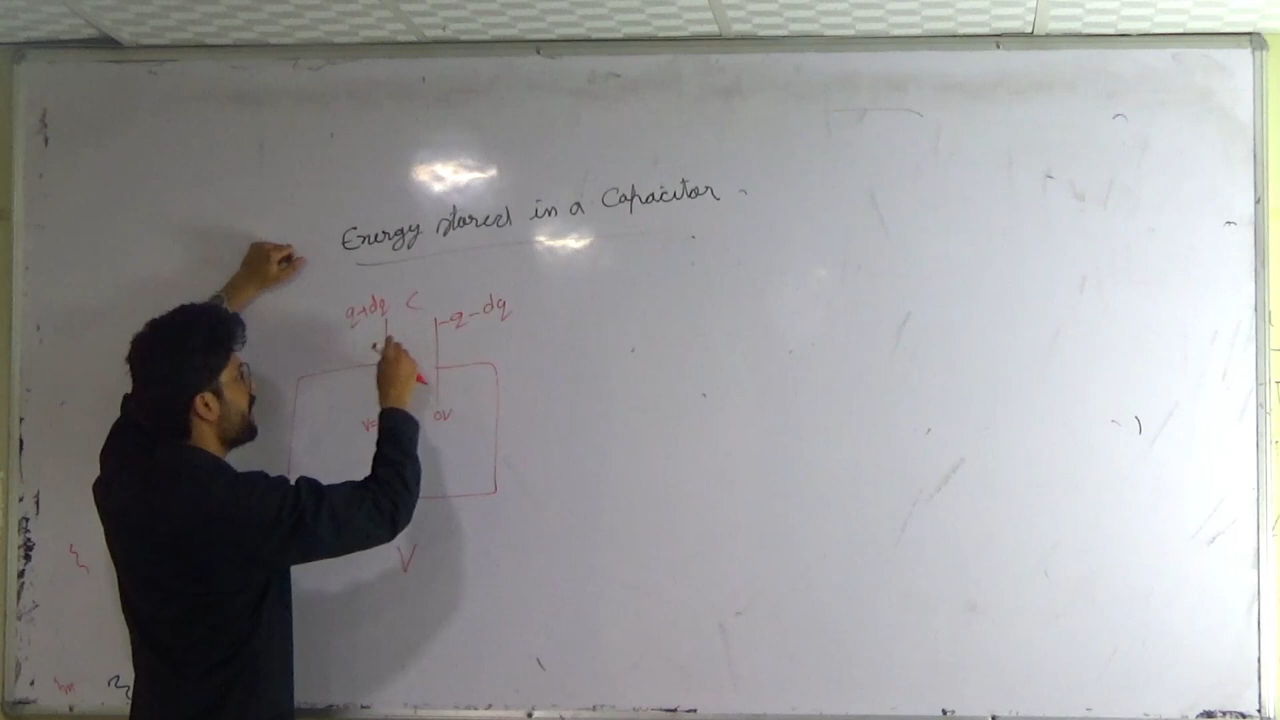 Energy stored in a Capacitor.
q+dq C -q-dq
V= 0V
V